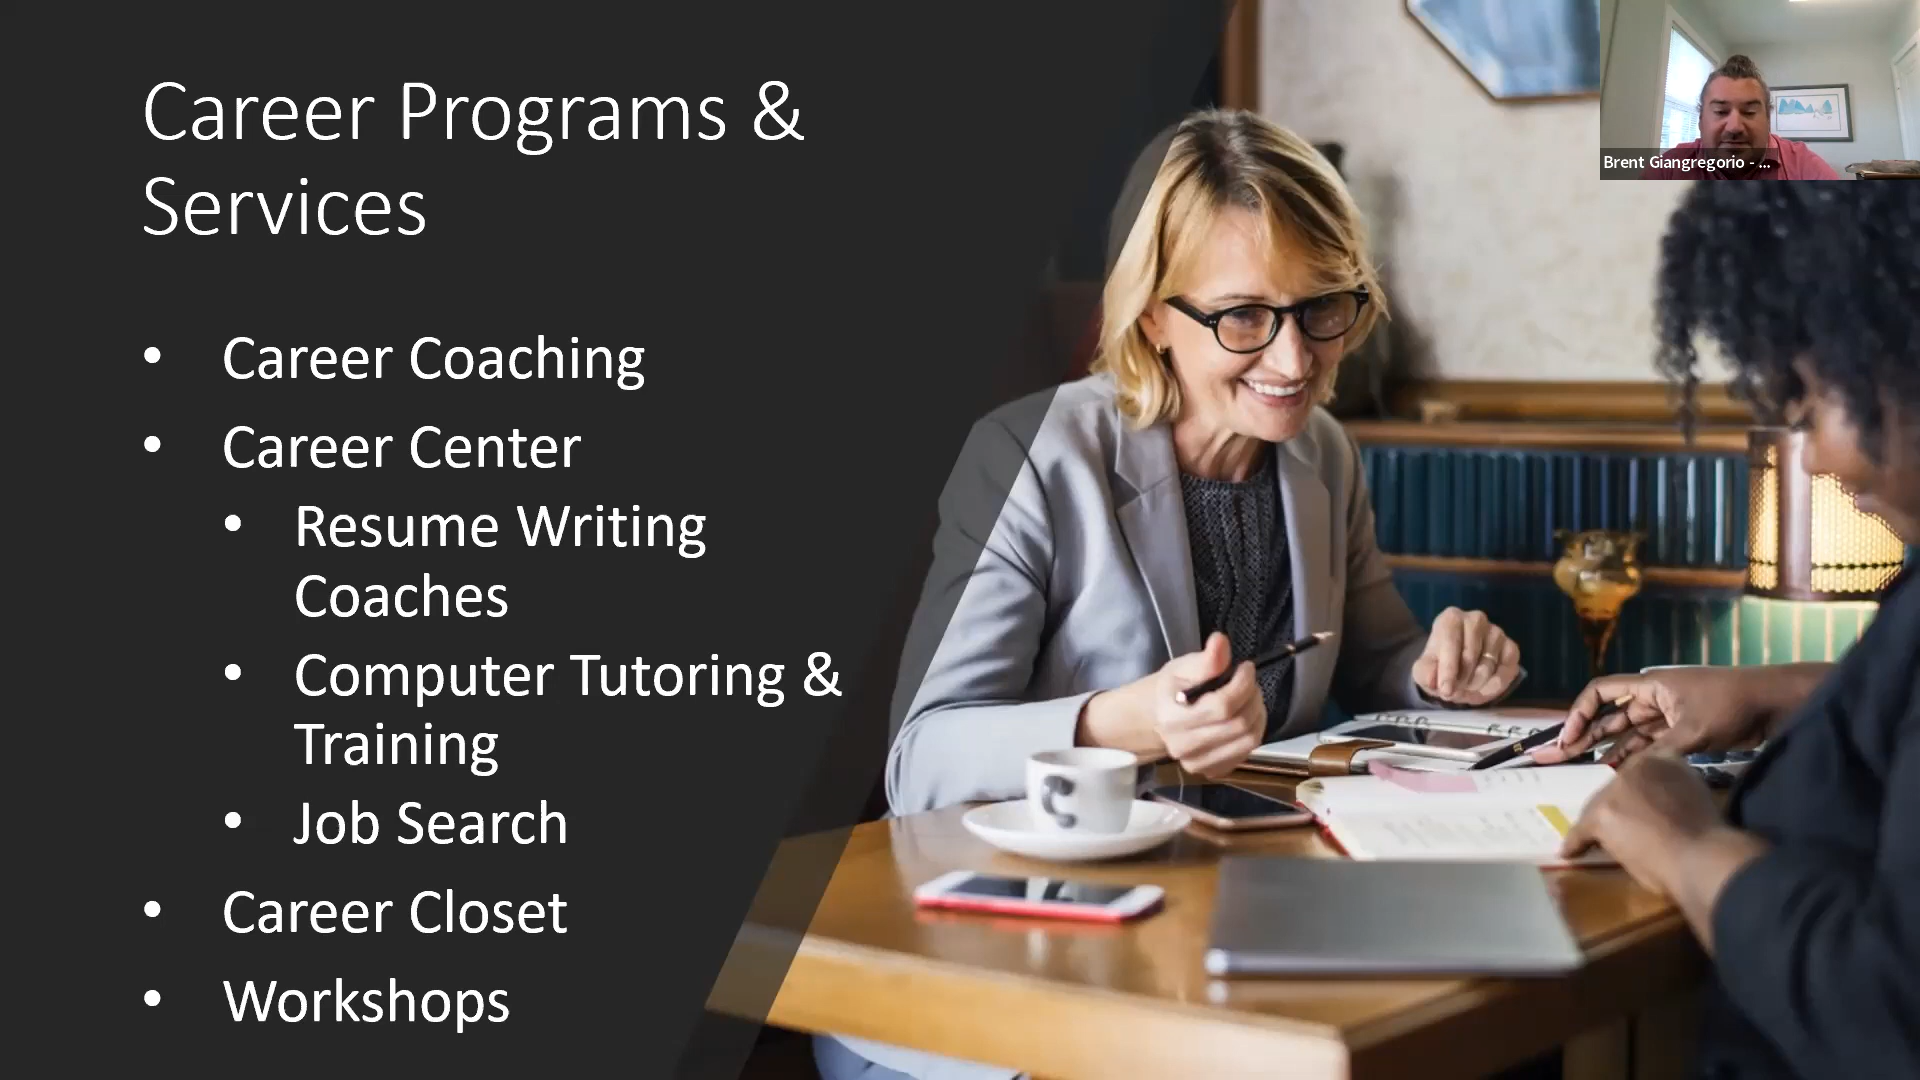 Career Programs &
Services
• Career Coaching
• Career Center
• Resume Writing
Coaches
• Computer Tutoring &
Training
• Job Search
• Career Closet
• Workshops
Brent Giangregorio - ...